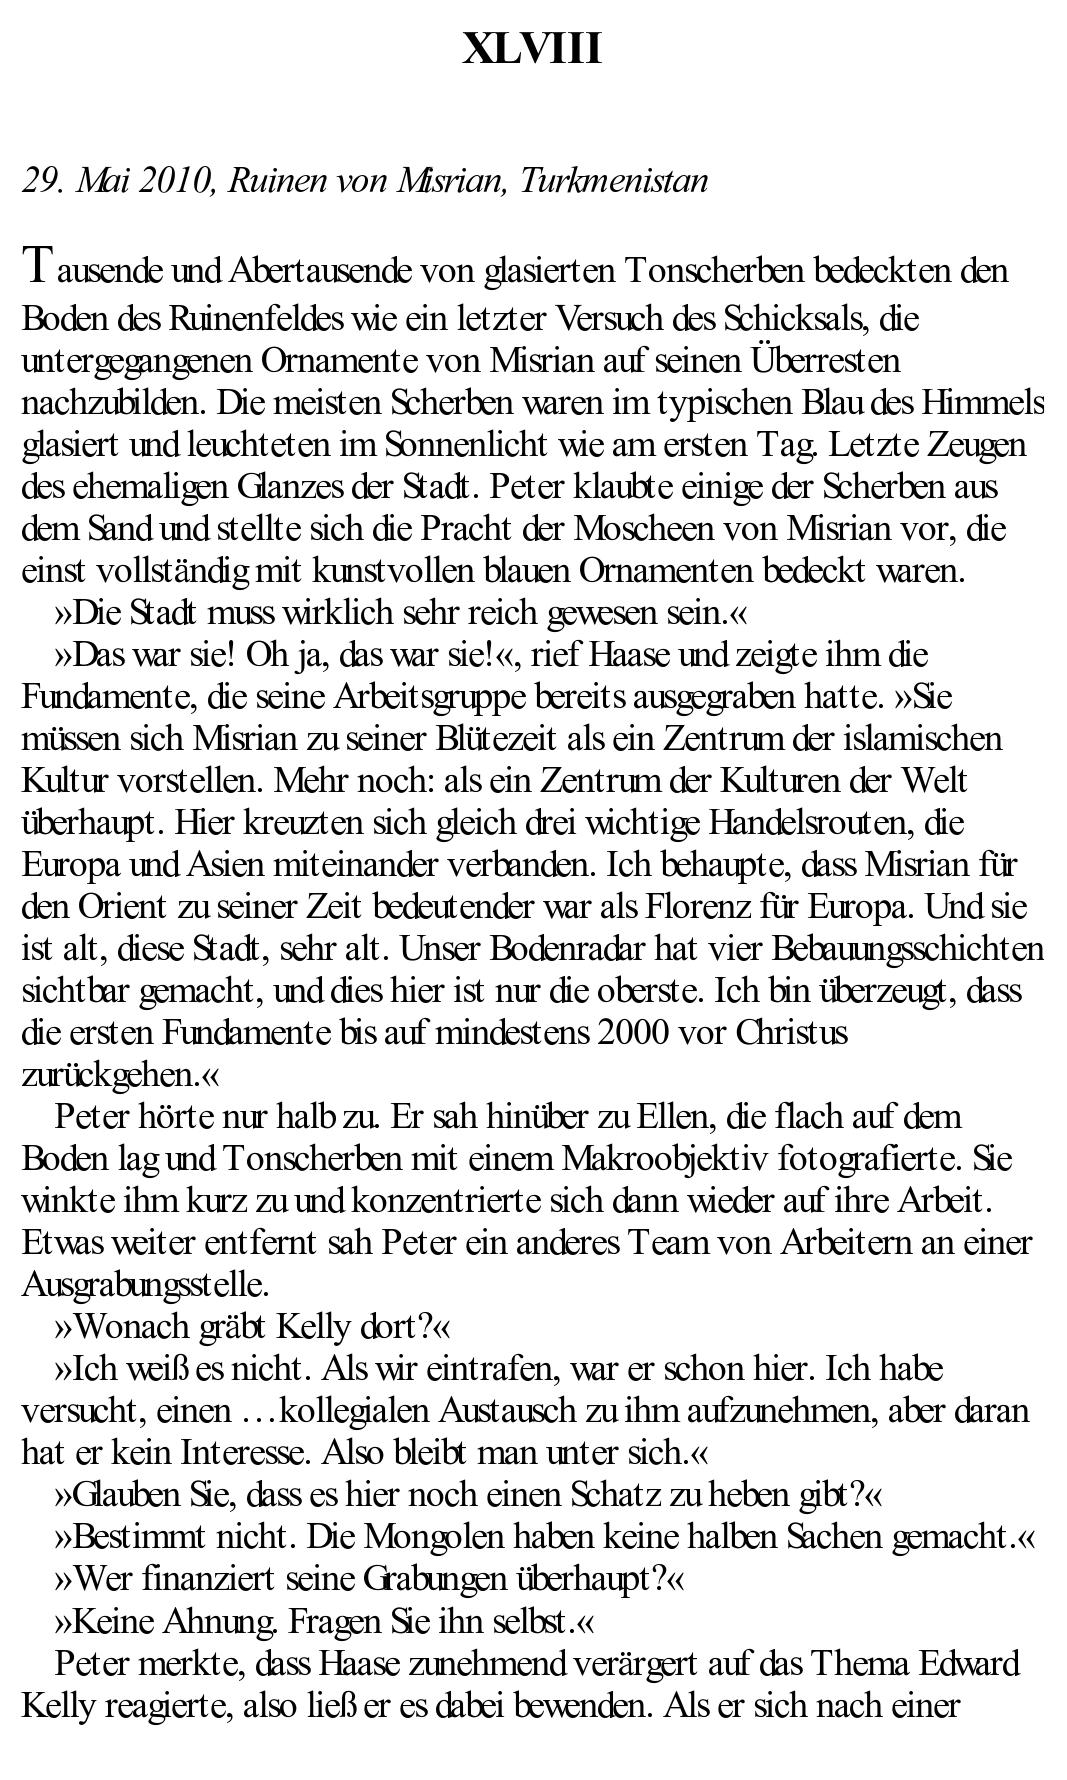 XLVIII
29. Mai 2010, Ruinen von Misrian, Turkmenistan
Tausende und Abertausende von glasierten Tonscherben bedeckten den
Boden des Ruinenfeldes wie ein letzter Versuch des Schicksals, die
untergegangenen Ornamente von Misrian auf seinen Überresten
nachzubilden. Die meisten Scherben waren im typischen Blau des Himmels
glasiert und leuchteten im Sonnenlicht wie am ersten Tag. Letzte Zeugen
des ehemaligen Glanzes der Stadt. Peter klaubte einige der Scherben aus
dem Sand und stellte sich die Pracht der Moscheen von Misrian vor, die
einst vollständig mit kunstvollen blauen Ornamenten bedeckt waren.
»Die Stadt muss wirklich sehr reich gewesen sein.«
»Das war sie! Oh ja, das war sie!«, rief Haase und zeigte ihm die
Fundamente, die seine Arbeitsgruppe bereits ausgegraben hatte. »Sie
müssen sich Misrian zu seiner Blütezeit als ein Zentrum der islamischen
Kultur vorstellen. Mehr noch: als ein Zentrum der Kulturen der Welt
überhaupt. Hier kreuzten sich gleich drei wichtige Handelsrouten, die
Europa und Asien miteinander verbanden. Ich behaupte, dass Misrian für
den Orient zu seiner Zeit bedeutender war als Florenz für Europa. Und sie
ist alt, diese Stadt, sehr alt. Unser Bodenradar hat vier Bebauungsschichten
sichtbar gemacht, und dies hier ist nur die oberste. Ich bin überzeugt, dass
die ersten Fundamente bis auf mindestens 2000 vor Christus
zurückgehen.«
Peter hörte nur halb zu. Er sah hinüber zu Ellen, die flach auf dem
Boden lag und Tonscherben mit einem Makroobjektiv fotografierte. Sie
winkte ihm kurz zu und konzentrierte sich dann wieder auf ihre Arbeit.
Etwas weiter entfernt sah Peter ein anderes Team von Arbeitern an einer
Ausgrabungsstelle.
»Wonach gräbt Kelly dort?«
»Ich weiß es nicht. Als wir eintrafen, war er schon hier. Ich habe
versucht, einen …kollegialen Austausch zu ihm aufzunehmen, aber daran
hat er kein Interesse. Also bleibt man unter sich.«
»Glauben Sie, dass es hier noch einen Schatz zu heben gibt?«
»Bestimmt nicht. Die Mongolen haben keine halben Sachen gemacht.«
»Wer finanziert seine Grabungen überhaupt?«
»Keine Ahnung. Fragen Sie ihn selbst.«
Peter merkte, dass Haase zunehmend verärgert auf das Thema Edward
Kelly reagierte, also ließ er es dabei bewenden. Als er sich nach einer